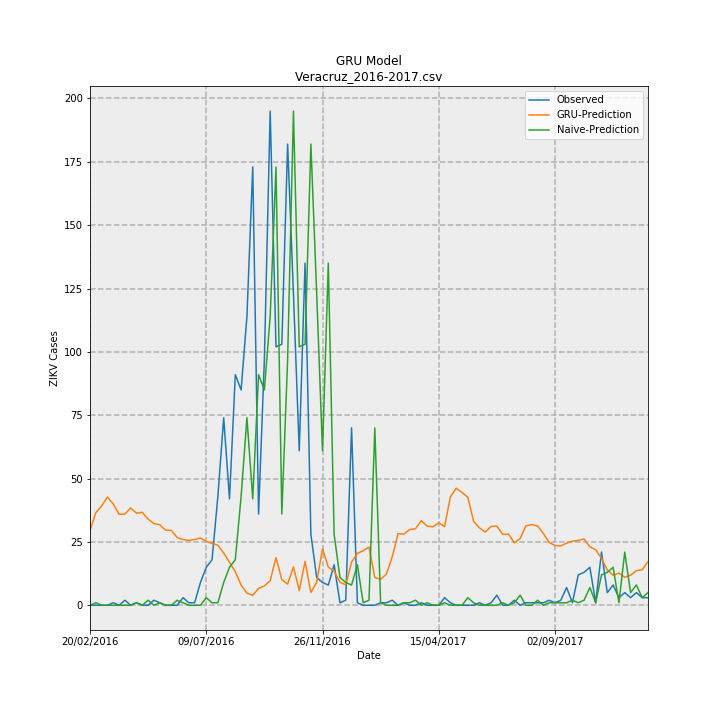 GRU Model
Veracruz_2016-2017.csv
Observed
GRU-Prediction
Naive-Prediction
200
175
150
125
100
75
50
25
0
ZIKV Cases
20/02/2016 09/07/2016 26/11/2016 15/04/2017 02/09/2017
Date